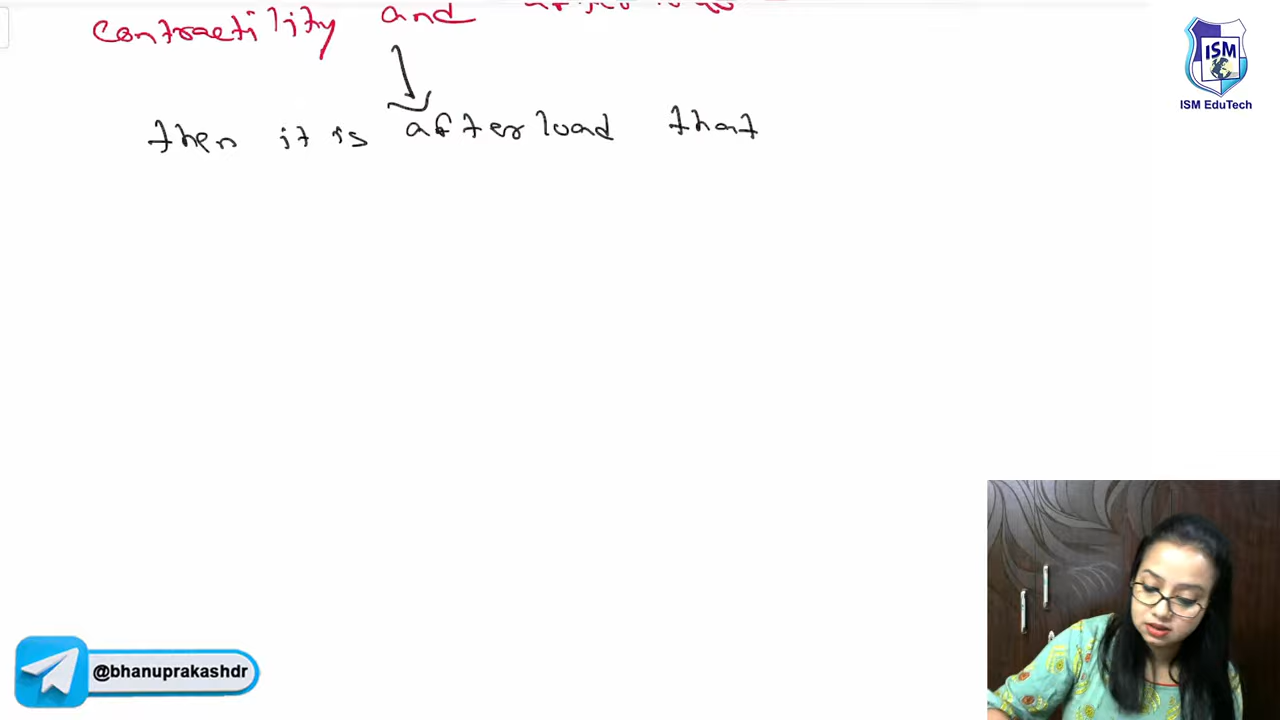 contractility and
then it is afterload that
ISM
ISM EduTech
@bhanuprakashdr